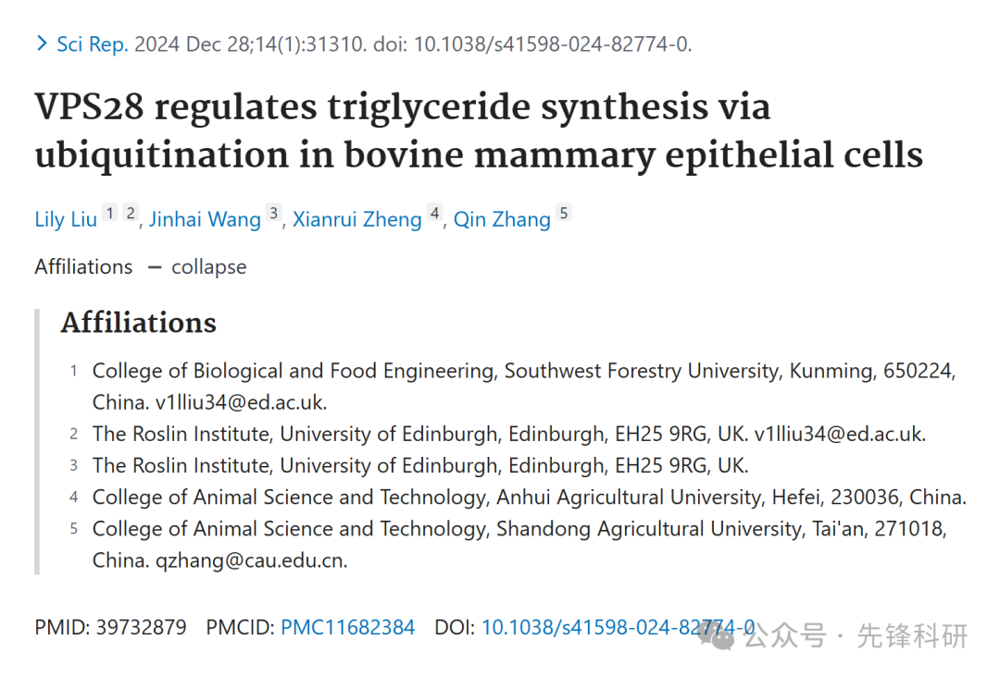 > Sci Rep. 2024 Dec 28;14(1):31310. doi: 10.1038/s41598-024-82774-0.
VPS28 regulates triglyceride synthesis via
ubiquitination in bovine mammary epithelial cells
Lily Liu 1 2, Jinhai Wang 3, Xianrui Zheng 4, Qin Zhang 5
Affiliations — collapse
Affiliations
1 College of Biological and Food Engineering, Southwest Forestry University, Kunming, 650224,
China. v1lliu34@ed.ac.uk.
2 The Roslin Institute, University of Edinburgh, Edinburgh, EH25 9RG, UK. v1lliu34@ed.ac.uk.
3 The Roslin Institute, University of Edinburgh, Edinburgh, EH25 9RG, UK.
4 College of Animal Science and Technology, Anhui Agricultural University, Hefei, 230036, China.
5 College of Animal Science and Technology, Shandong Agricultural University, Tai'an, 271018,
China. qzhang@cau.edu.cn.
PMID: 39732879 PMCID: PMC11682384 DOI: 10.1038/s41598-024-82774-0
公众号 · 先锋科研